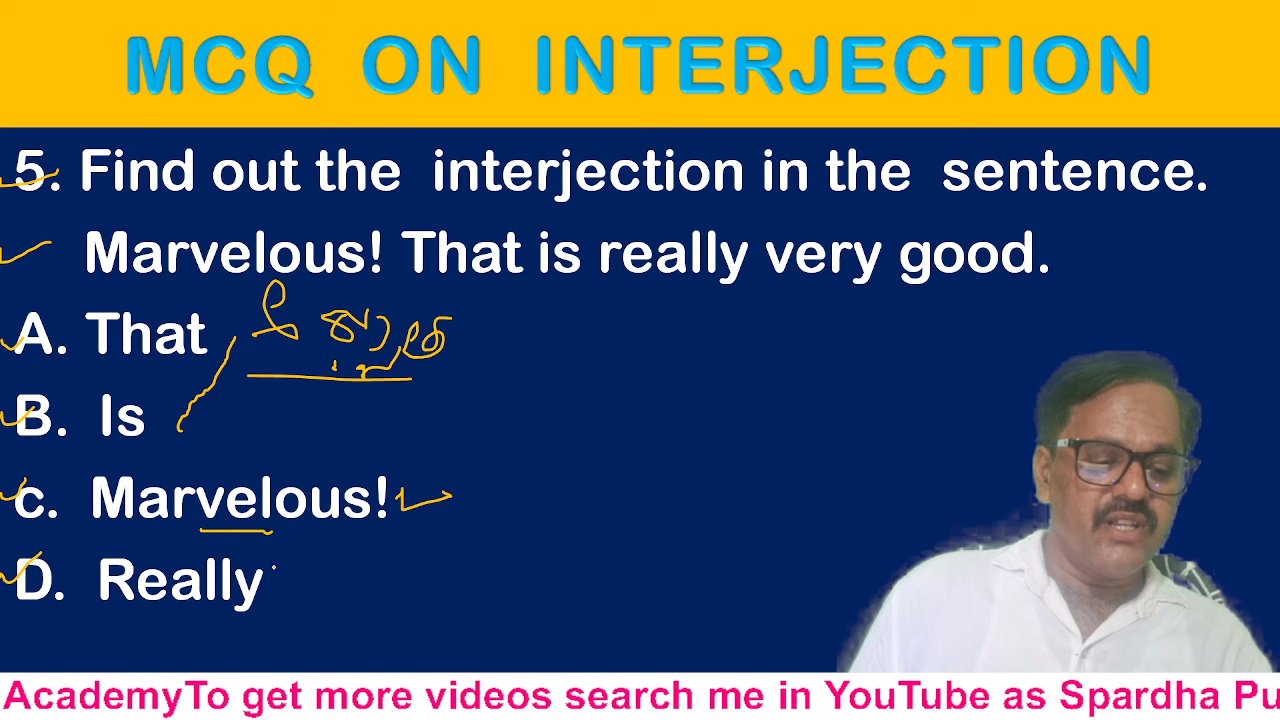 MCQ ON INTERJECTION
5. Find out the interjection in the sentence.
Marvelous! That is really very good.
A. That
B. Is
c. Marvelous!
D. Really
AcademyTo get more videos search me in YouTube as Spardha Pu